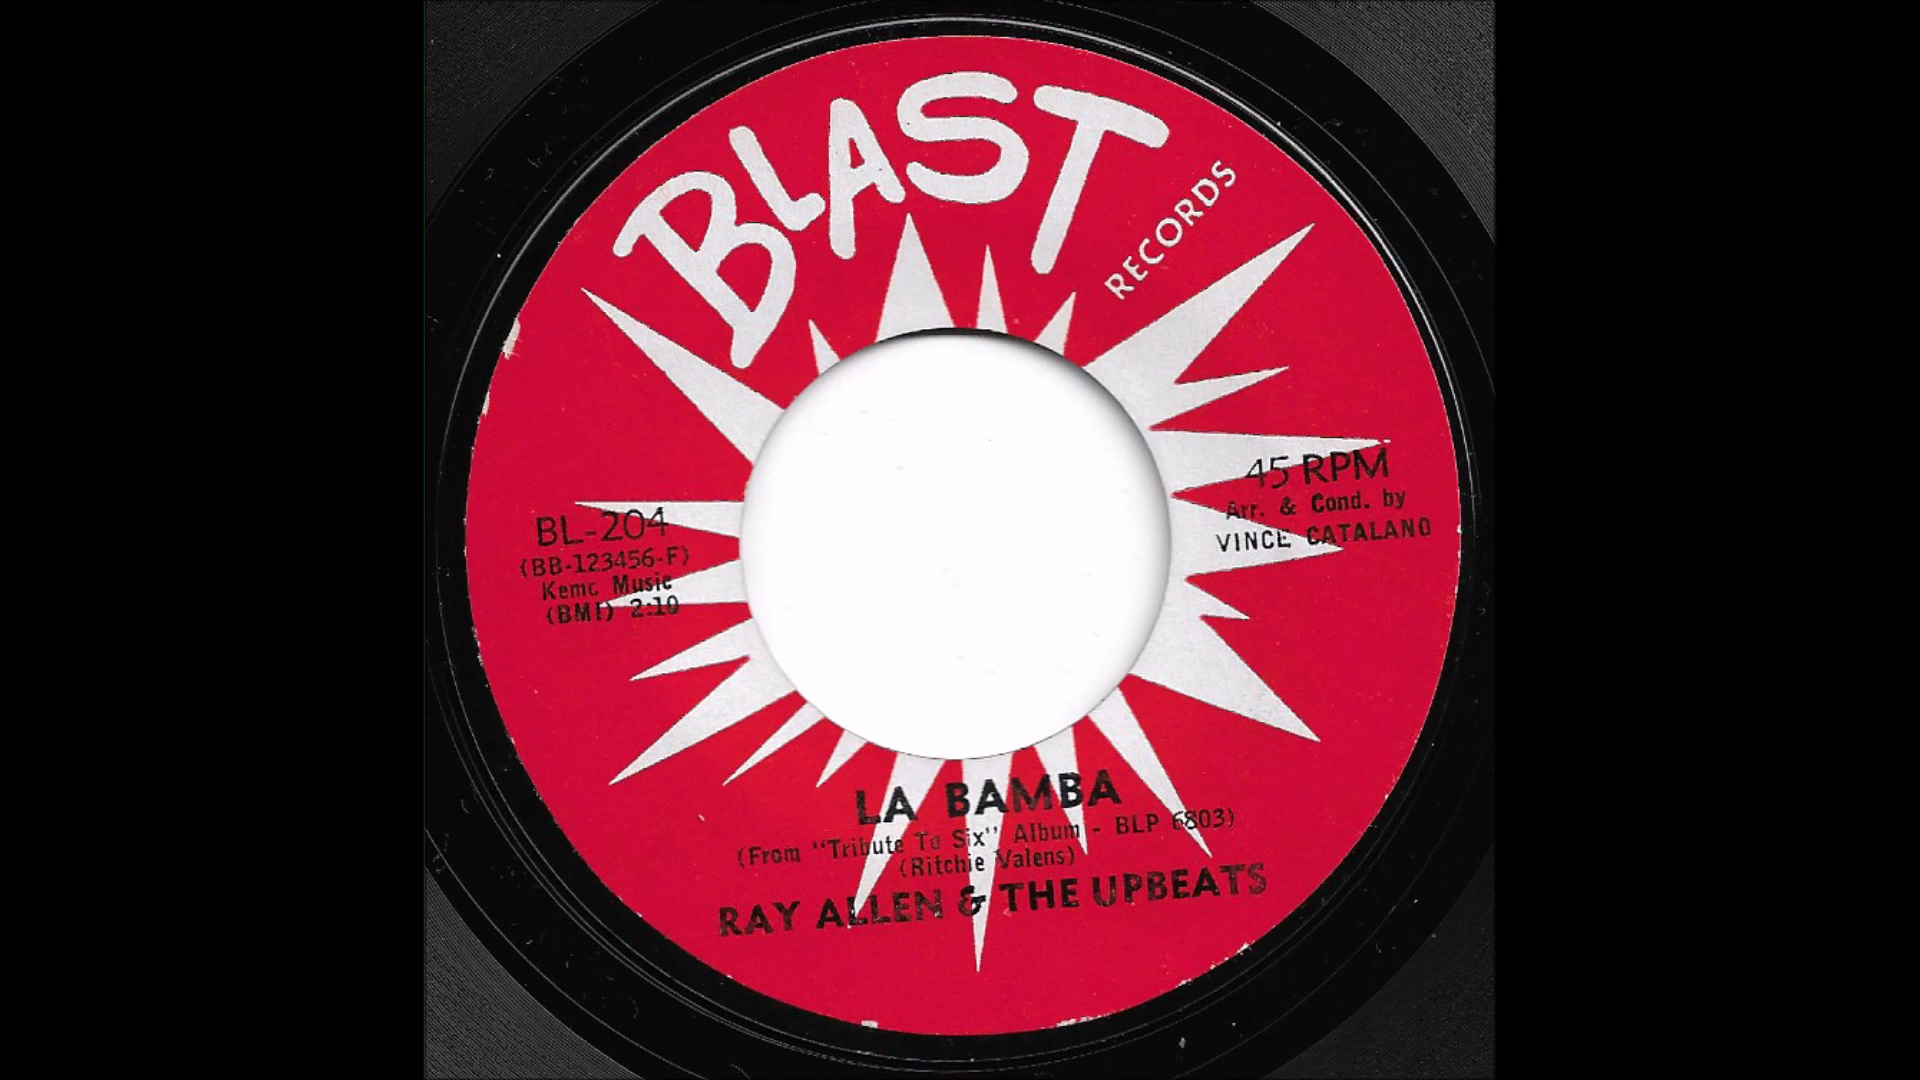 BLAST
RECORDS
45 RPM
Arr. & Cond. by
VINCE CATALANO
BL-204
(BB-123456-F)
Kemo Music
(BMI) 2:10
LA BAMBA
(From "Tribute To Six" Album - BLP 6803)
(Ritchie Valens)
RAY ALLEN & THE UPBEATS